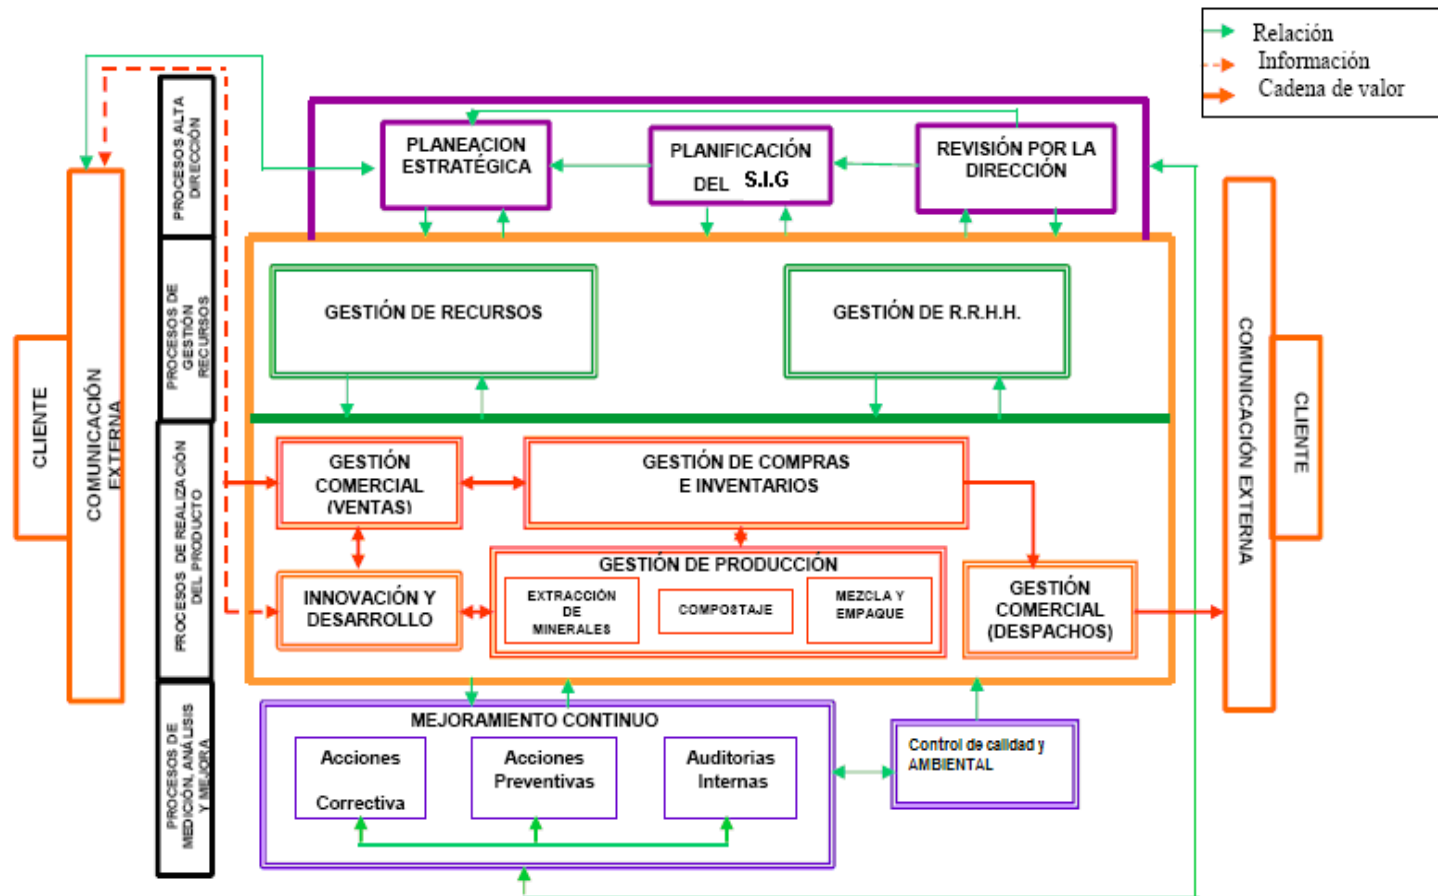 Relación
Información
Cadena de valor
CLIENTE
COMUNICACIÓN
EXTERNA
PROCESOS ALTA
DIRECCIÓN
PLANEACION
ESTRATÉGICA
PLANIFICACIÓN
DEL S.I.G
REVISIÓN POR LA
DIRECCIÓN
PROCESOS DE
GESTIÓN
RECURSOS
GESTIÓN DE RECURSOS
GESTIÓN DE R.R.H.H.
PROCESOS DE REALIZACIÓN
DEL PRODUCTO
GESTIÓN
COMERCIAL
(VENTAS)
GESTIÓN DE COMPRAS
E INVENTARIOS
INNOVACIÓN Y
DESARROLLO
GESTIÓN DE PRODUCCIÓN
EXTRACCIÓN
DE
MINERALES
COMPOSTAJE
MEZCLA Y
EMPAQUE
GESTIÓN
COMERCIAL
(DESPACHOS)
PROCESOS DE
MEDICIÓN, ANÁLISIS
Y MEJORA
MEJORAMIENTO CONTINUO
Acciones
Correctiva
Acciones
Preventivas
Auditorias
Internas
Control de calidad y
AMBIENTAL
COMUNICACIÓN EXTERNA
CLIENTE